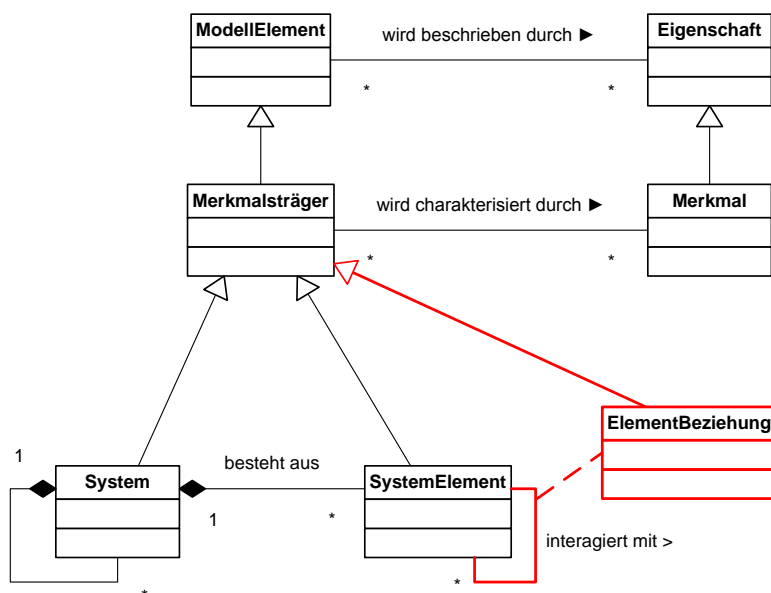 ModellElement
wird beschrieben durch ►
Eigenschaft
*
*
Merkmalsträger
wird charakterisiert durch ►
Merkmal
*
*
ElementBeziehung
1
System
besteht aus
SystemElement
1
*
interagiert mit >
*
*